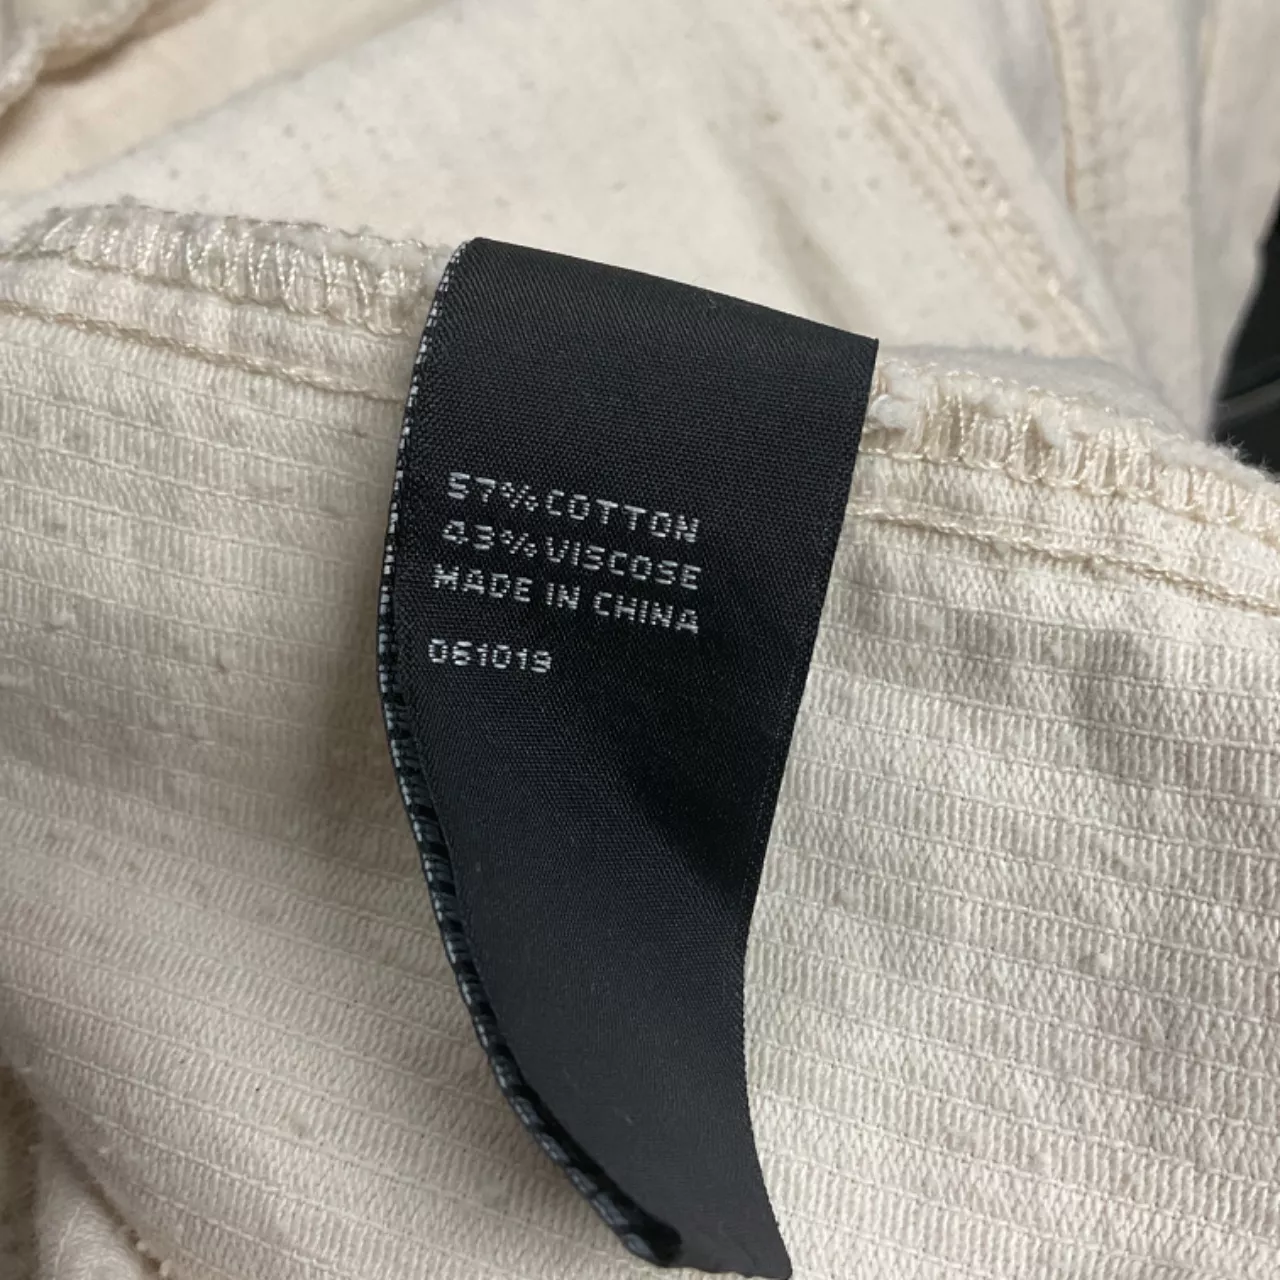 57% COTTON
43% VISCOSE
MADE IN CHINA
061019